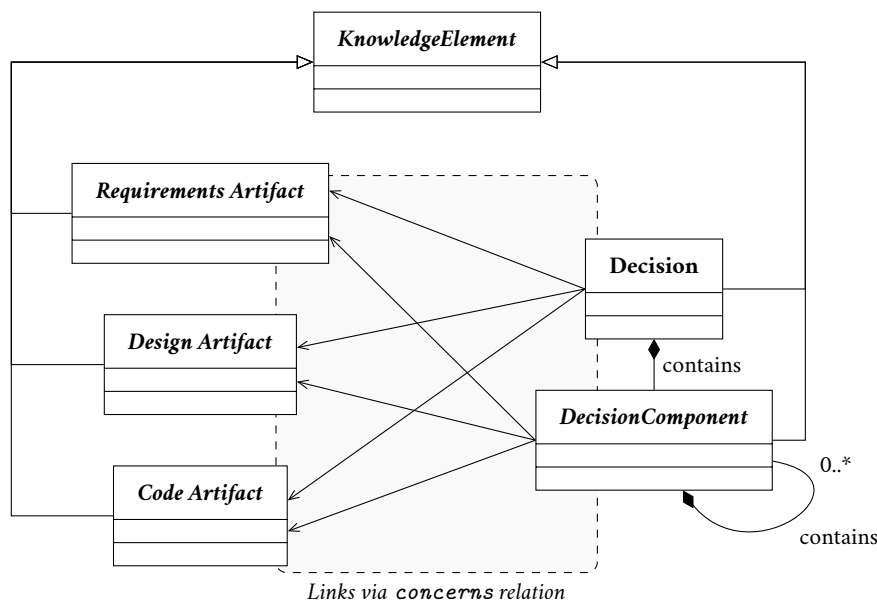 KnowledgeElement
Requirements Artifact
Decision
Design Artifact
contains
DecisionComponent
0..*
Code Artifact
contains
Links via concerns relation